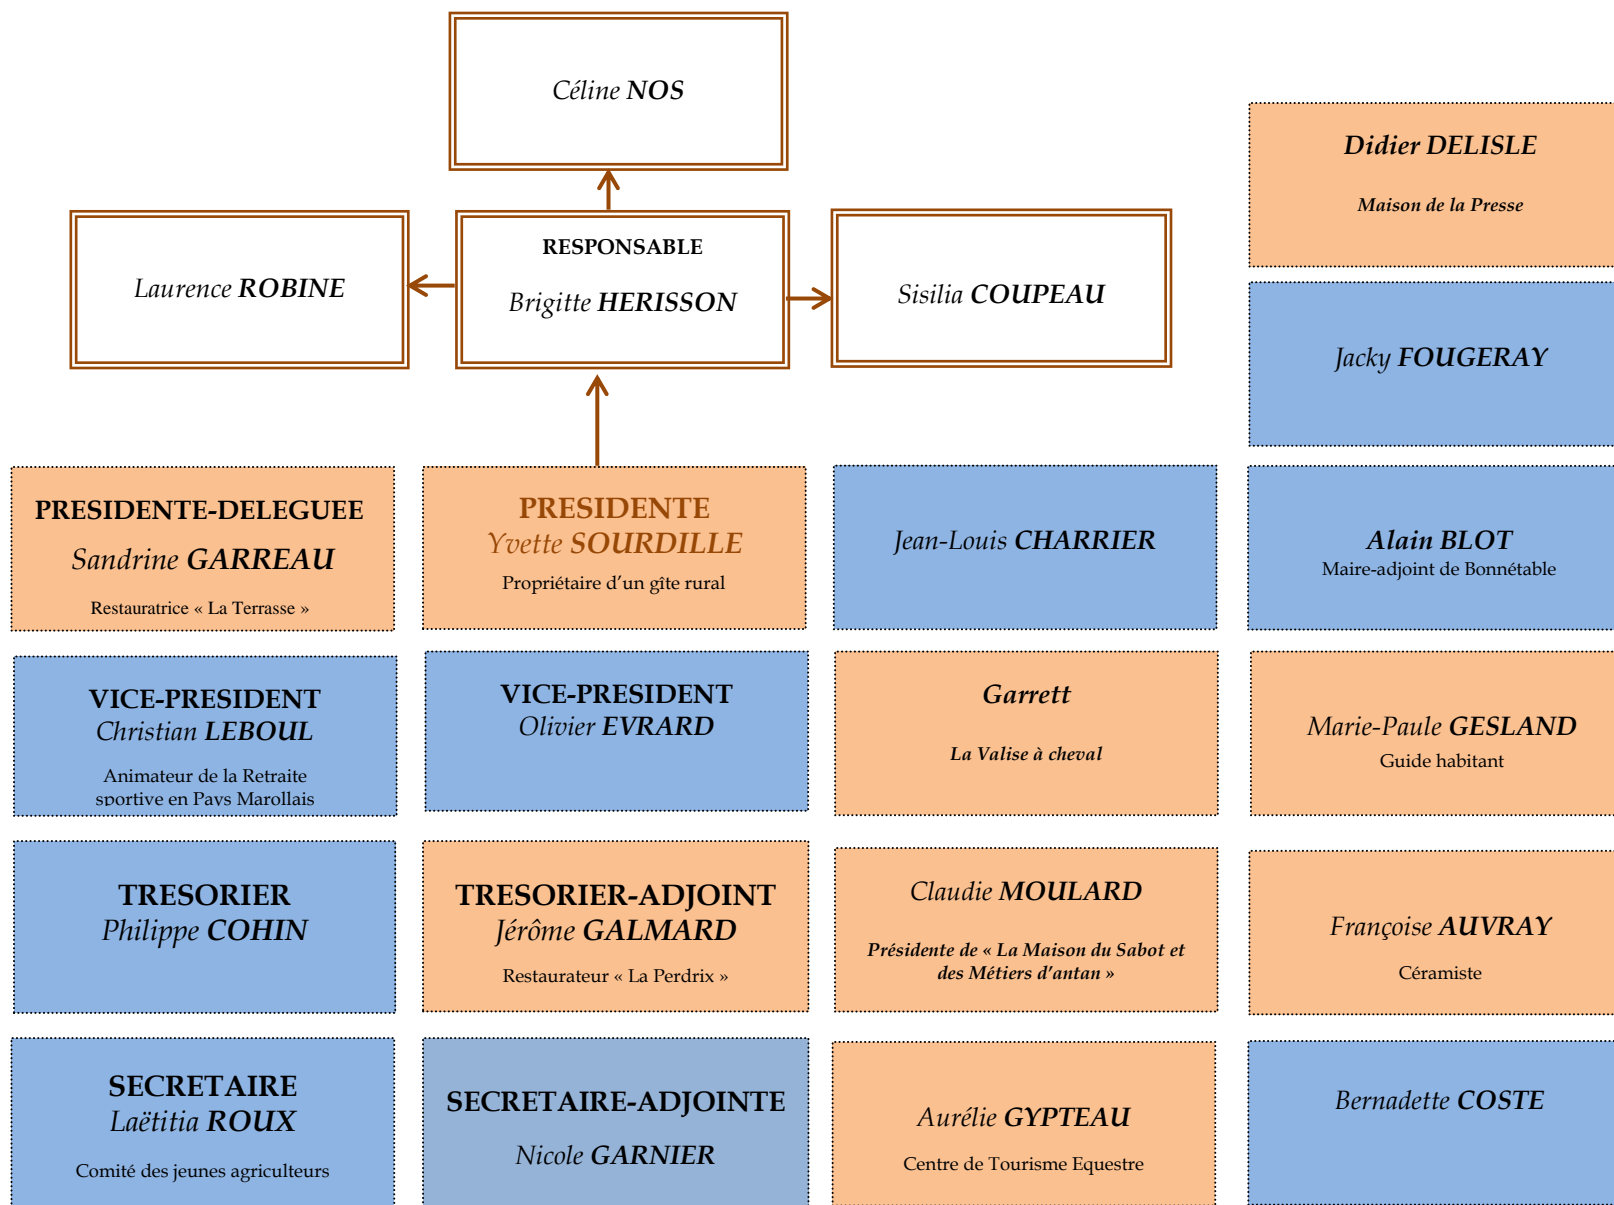 Céline NOS
Didier DELISLE
Maison de la Presse
Laurence ROBINE
RESPONSABLE
Brigitte HERISSON
Sisilia COUPEAU
Jacky FOUGERAY
PRESIDENTE-DELEGUEE
Sandrine GARREAU
Restauratrice « La Terrasse »
PRESIDENTE
Yvette SOURDILLE
Propriétaire d’un gîte rural
Jean-Louis CHARRIER
Alain BLOT
Maire-adjoint de Bonnétable
VICE-PRESIDENT
Christian LEBOUL
Animateur de la Retraite
sportive en Pays Marollais
VICE-PRESIDENT
Olivier EVRARD
Garrett
La Valise à cheval
Marie-Paule GESLAND
Guide habitant
TRESORIER
Philippe COHIN
TRESORIER-ADJOINT
Jérôme GALMARD
Restaurateur « La Perdrix »
Claudie MOULARD
Présidente de « La Maison du Sabot et
des Métiers d’antan »
Françoise AUVRAY
Céramiste
SECRETAIRE
Laëtitia ROUX
Comité des jeunes agriculteurs
SECRETAIRE-ADJOINTE
Nicole GARNIER
Aurélie GYPTEAU
Centre de Tourisme Equestre
Bernadette COSTE